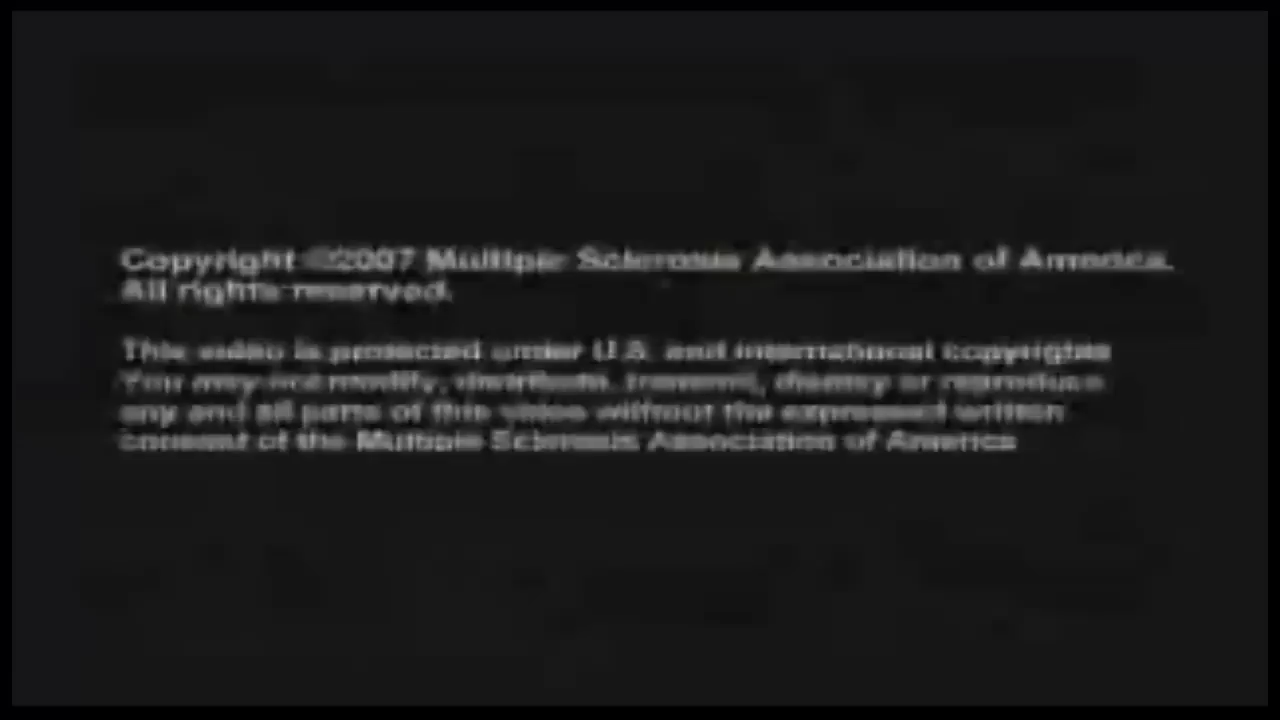 Copyright ©2007 Multiple Sclerosis Association of America.
All rights reserved.
This video is protected under U.S. and international copyrights
You may not modify, distribute, transmit, display or reproduce
any and all parts of this video without the expressed written
consent of the Multiple Sclerosis Association of America